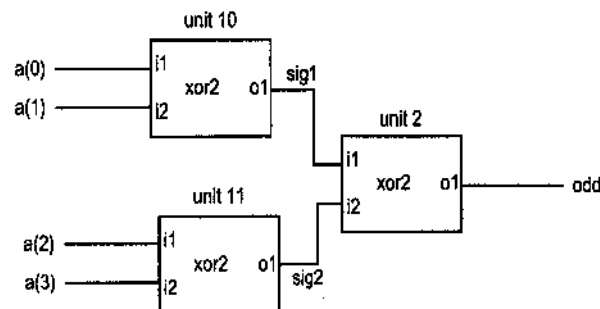 unit 10
a(0)
i1
xor2
o1
sig1
a(1)
i2
unit 2
i1
xor2
o1
odd
i2
unit 11
a(2)
i1
xor2
o1
sig2
a(3)
i2